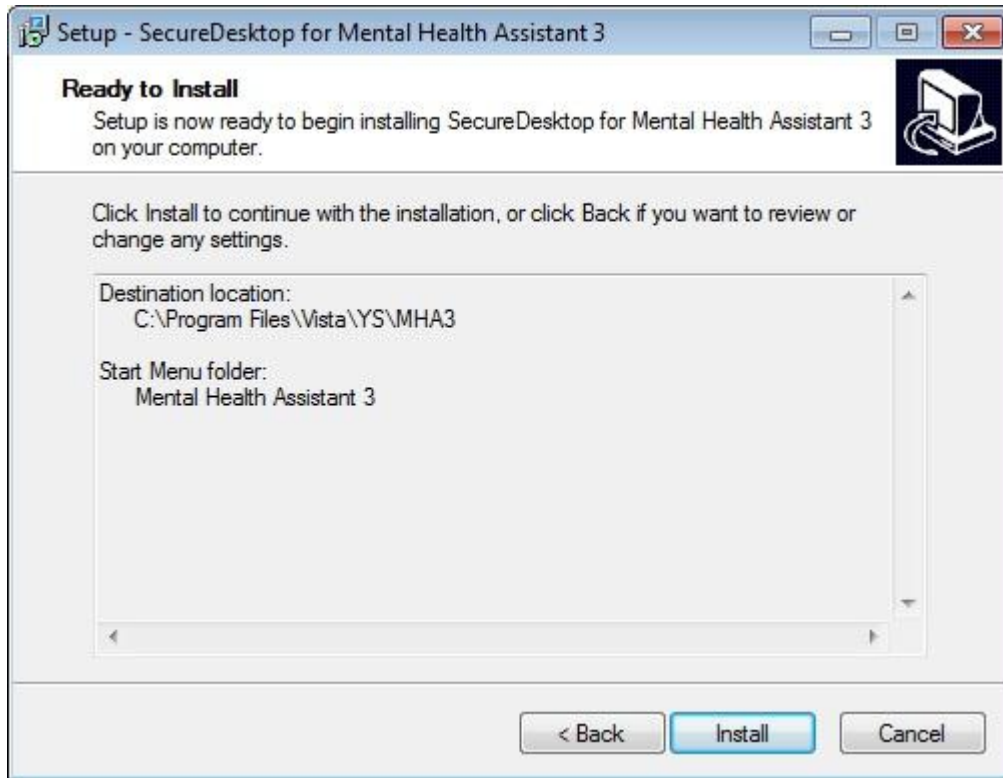 Setup - SecureDesktop for Mental Health Assistant 3
Ready to Install
Setup is now ready to begin installing SecureDesktop for Mental Health Assistant 3
on your computer.
Click Install to continue with the installation, or click Back if you want to review or
change any settings.
Destination location:
C:\Program Files\Vista\YS\MHA3
Start Menu folder:
Mental Health Assistant 3
< Back
Install
Cancel